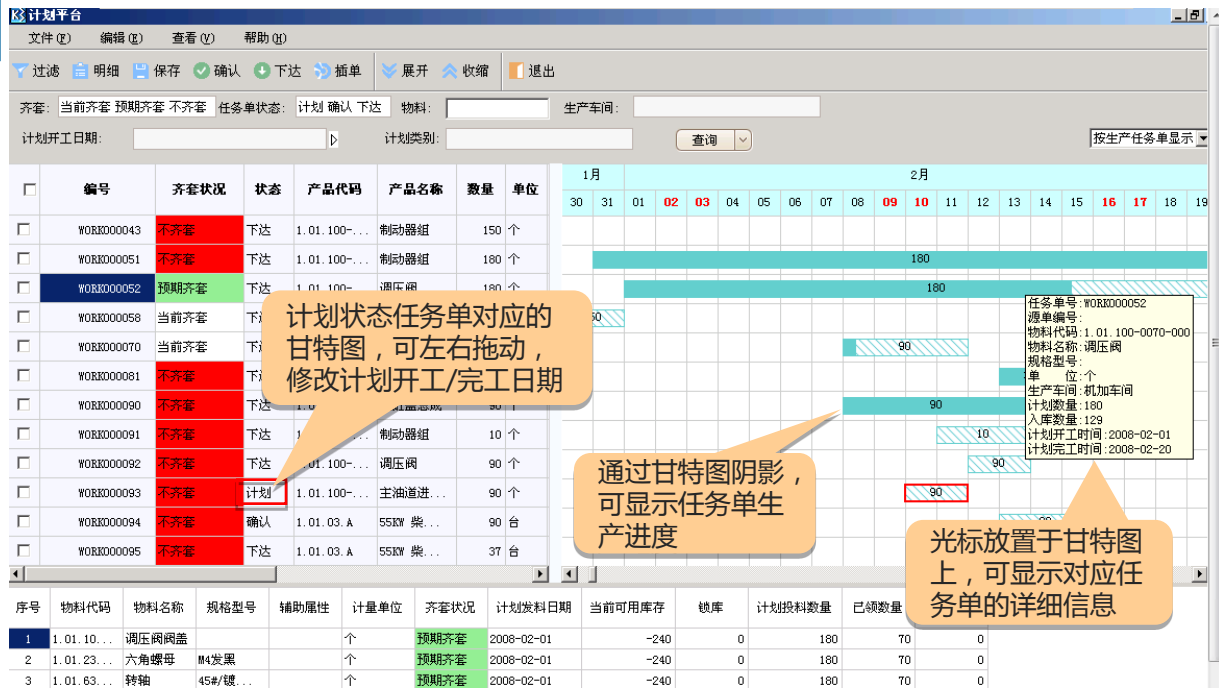 K3 计划平台
文件(F) 编辑(E) 查看(V) 帮助(H)
过滤 明细 保存 确认 下达 插单 展开 收缩 退出
齐套: 当前齐套 预期齐套 不齐套 任务单状态: 计划 确认 下达 物料: 生产车间:
计划开工日期: 计划类别: 查询 按生产任务单显示
编号 齐套状况 状态 产品代码 产品名称 数量 单位
1月 2月
30 31 01 02 03 04 05 06 07 08 09 10 11 12 13 14 15 16 17 18 19
WORK000043 不齐套 下达 1.01.100-... 制动器组 150 个
WORK000051 不齐套 下达 1.01.100-... 制动器组 180 个 180
WORK000052 预期齐套 下达 1.01.100- 调压阀 180 个 180
WORK000058 当前齐套
WORK000070 当前齐套 90
WORK000081 不齐套
WORK000090 不齐套 下达 90 个 90
WORK000091 不齐套 下达 制动器组 10 个 10
WORK000092 不齐套 下达 .01.100-... 调压阀 90 个 90
WORK000093 不齐套 计划 1.01.100-... 主油道进... 90 个 90
WORK000094 不齐套 确认 1.01.03.A 55KW 柴... 90 台
WORK000095 不齐套 下达 1.01.03.A 55KW 柴... 37 台
计划状态任务单对应的
甘特图，可左右拖动，
修改计划开工/完工日期
通过甘特图阴影，
可显示任务单生
产进度
任务单号:WORK000052
源单编号:
物料代码:1.01.100-0070-000
物料名称:调压阀
规格型号:
单 位:个
生产车间:机加车间
计划数量:180
入库数量:129
计划开工时间:2008-02-01
计划完工时间:2008-02-20
光标放置于甘特图
上，可显示对应任
务单的详细信息
序号 物料代码 物料名称 规格型号 辅助属性 计量单位 齐套状况 计划发料日期 当前可用库存 锁库 计划投料数量 已领数量
1 1.01.10... 调压阀阀盖 个 预期齐套 2008-02-01 -240 0 180 70 0
2 1.01.23... 六角螺母 M4发黑 个 预期齐套 2008-02-01 -240 0 180 70 0
3 1.01.63... 转轴 45#/镀... 个 预期齐套 2008-02-01 -240 0 180 70 0